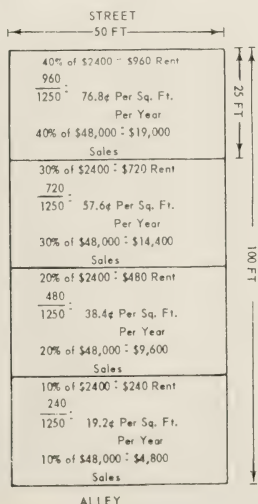 STREET
50 FT
40% of $2400 = $960 Rent
960
1250 = 76.8¢ Per Sq. Ft.
Per Year
40% of $48,000 = $19,000
Sales
25 FT
30% of $2400 = $720 Rent
720
1250 = 57.6¢ Per Sq. Ft.
Per Year
30% of $48,000 = $14,400
Sales
100 FT
20% of $2400 = $480 Rent
480
1250 = 38.4¢ Per Sq. Ft.
Per Year
20% of $48,000 = $9,600
Sales
10% of $2400 = $240 Rent
240
1250 = 19.2¢ Per Sq. Ft.
Per Year
10% of $48,000 = $4,800
Sales
ALLEY